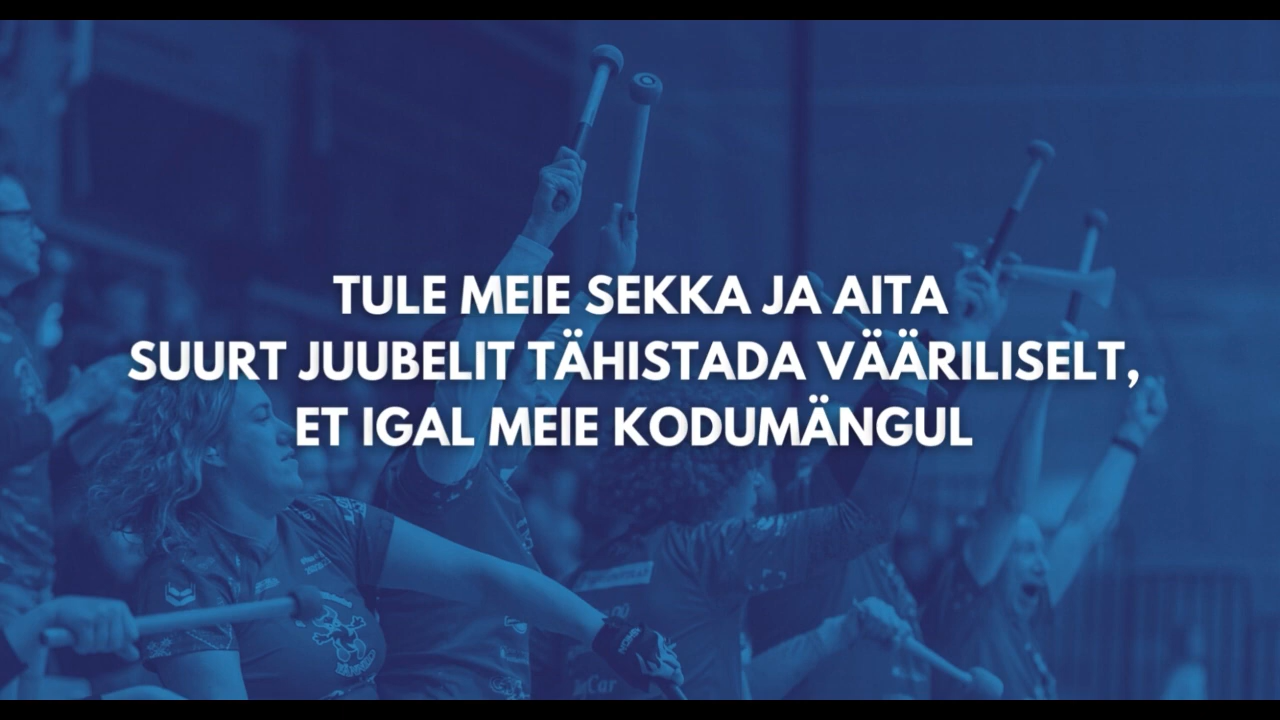 TULE MEIE SEKKA JA AITA
SUURT JUUBELIT TÄHISTADA VÄÄRILISELT,
ET IGAL MEIE KODUMÄNGUL